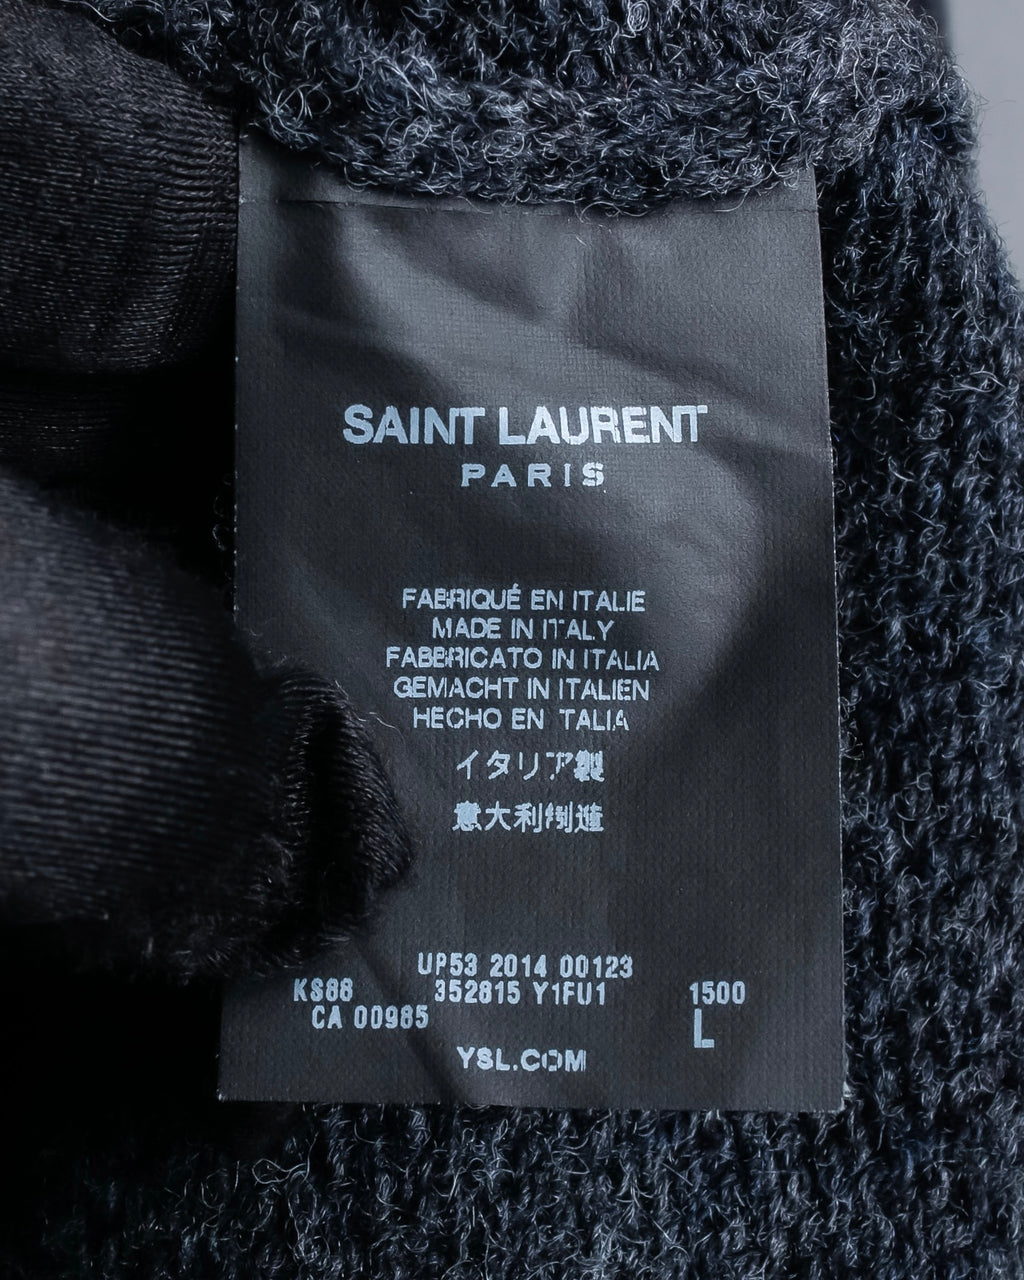 SAINT LAURENT
PARIS
FABRIQUÉ EN ITALIE
MADE IN ITALY
FABBRICATO IN ITALIA
GEMACHT IN ITALIEN
HECHO EN ITALIA
イタリア製
意大利制造
UP53 2014 00123
KS88 352815 Y1FU1 1500
CA 00985 L
YSL.COM